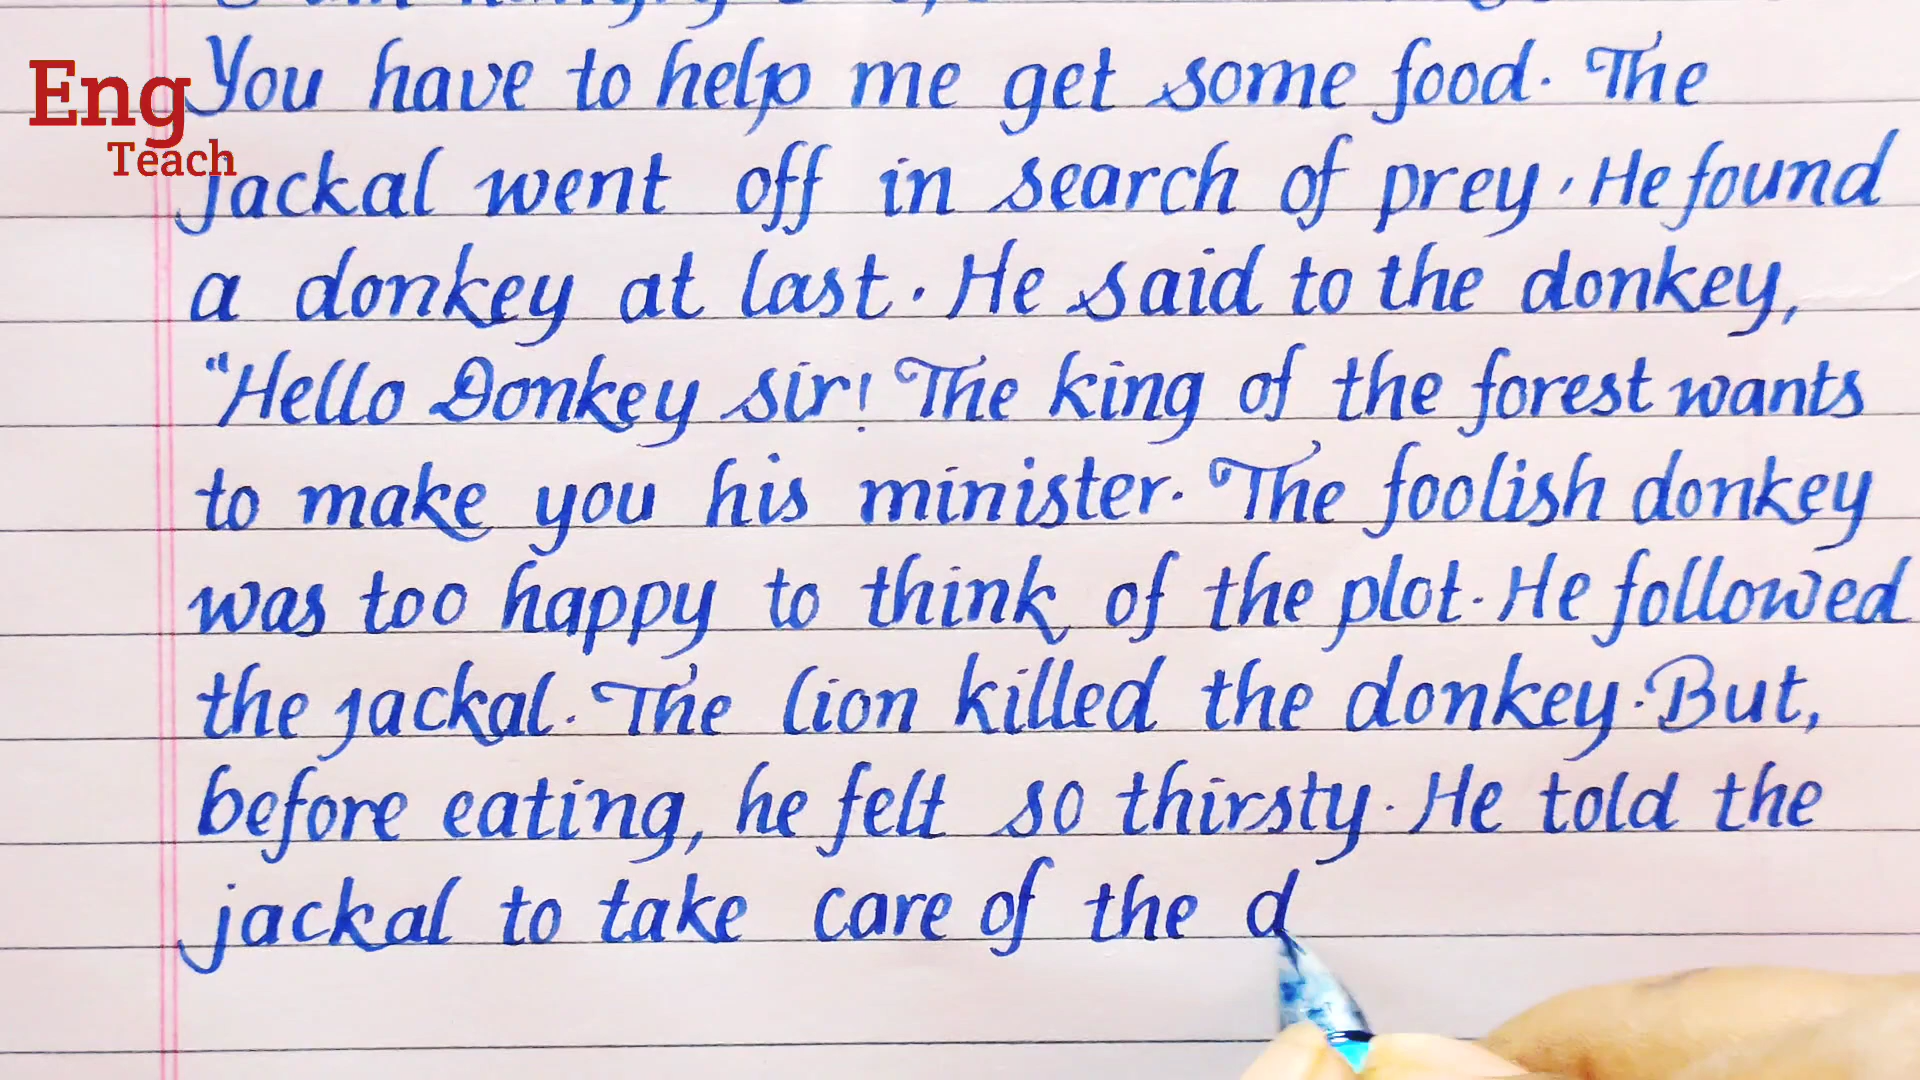 Eng
Teach
You have to help me get some food. The
jackal went off in search of prey. He found
a donkey at last. He said to the donkey,
"Hello Donkey sir! The king of the forest wants
to make you his minister. The foolish donkey
was too happy to think of the plot. He followed
the jackal. The lion killed the donkey. But,
before eating, he felt so thirsty. He told the
jackal to take care of the d